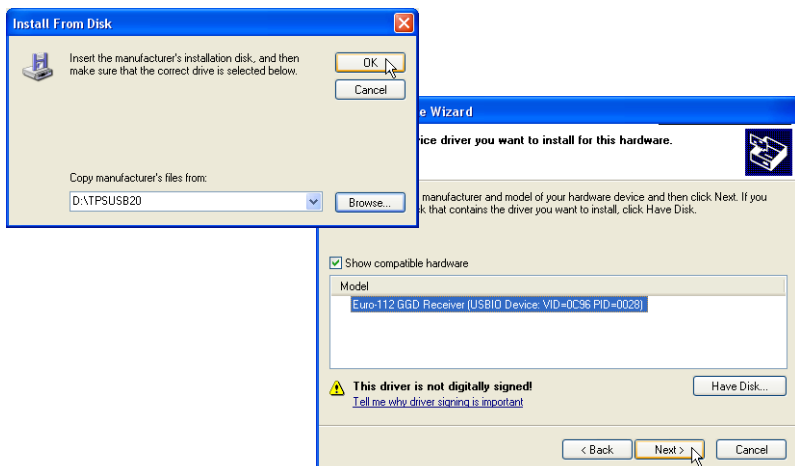 Install From Disk
Insert the manufacturer's installation disk, and then
make sure that the correct drive is selected below.
OK
Cancel
Copy manufacturer's files from:
D:\TPSUSB20
Browse...
e Wizard
ice driver you want to install for this hardware.
manufacturer and model of your hardware device and then click Next. If you
k that contains the driver you want to install, click Have Disk.
Show compatible hardware
Model
Euro-112 GGD Receiver (USBIO Device: VID=0C96 PID=0028)
This driver is not digitally signed!
Tell me why driver signing is important
Have Disk...
< Back
Next >
Cancel